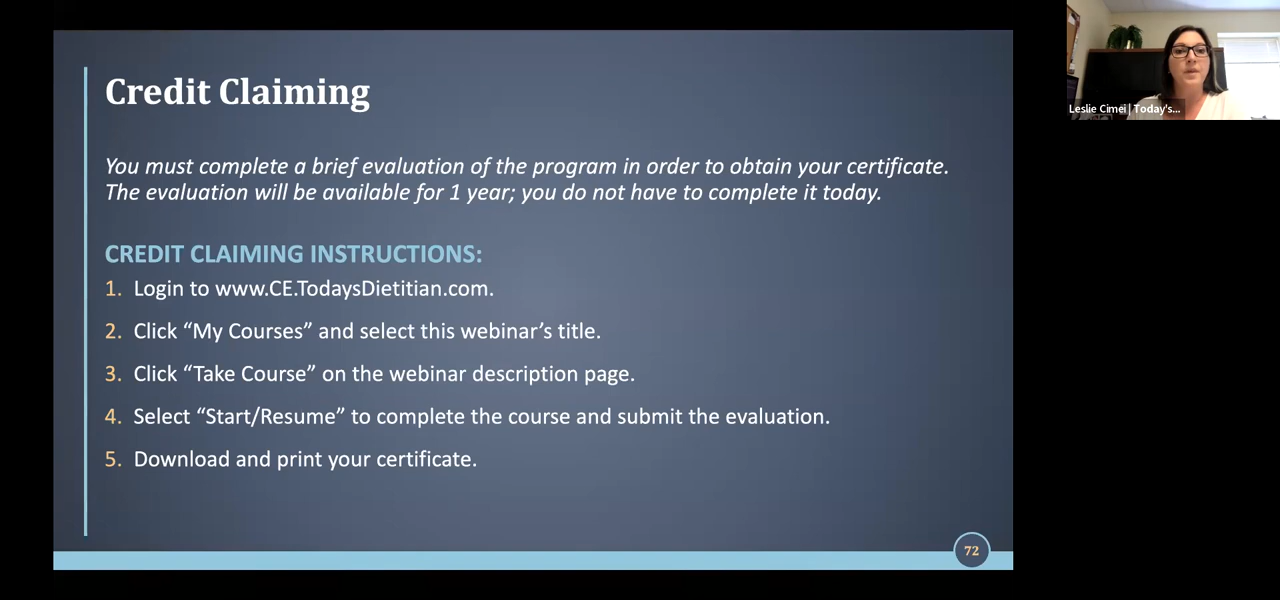 Credit Claiming
You must complete a brief evaluation of the program in order to obtain your certificate.
The evaluation will be available for 1 year; you do not have to complete it today.
CREDIT CLAIMING INSTRUCTIONS:
1. Login to www.CE.TodaysDietitian.com.
2. Click “My Courses” and select this webinar’s title.
3. Click “Take Course” on the webinar description page.
4. Select “Start/Resume” to complete the course and submit the evaluation.
5. Download and print your certificate.
72
Leslie Cimei | Today's...